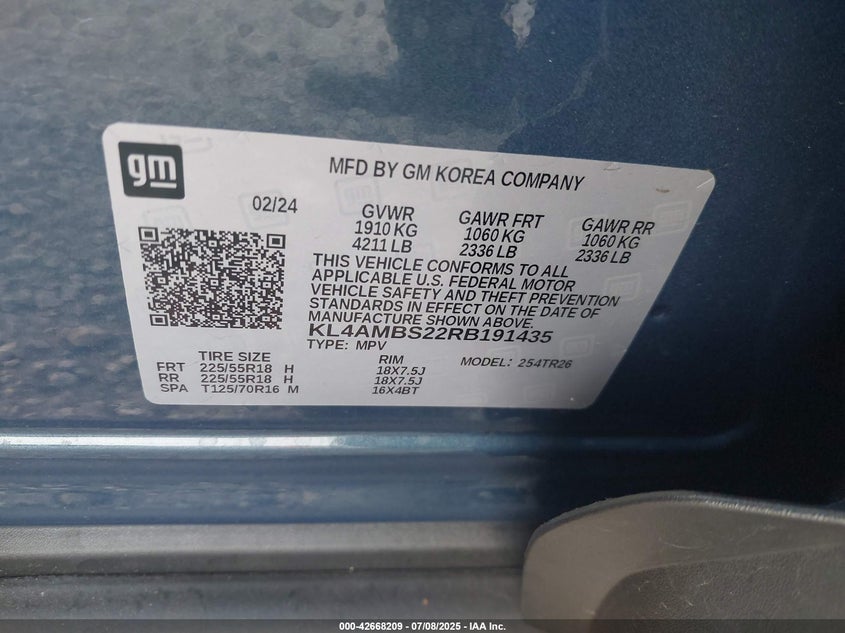 gm
MFD BY GM KOREA COMPANY
02/24
GVWR GAWR FRT GAWR RR
1910 KG 1060 KG 1060 KG
4211 LB 2336 LB 2336 LB
THIS VEHICLE CONFORMS TO ALL
APPLICABLE U.S. FEDERAL MOTOR
VEHICLE SAFETY AND THEFT PREVENTION
STANDARDS IN EFFECT ON THE DATE OF
MANUFACTURE SHOWN ABOVE.
KL4AMBS22RB191435
TYPE: MPV
MODEL: 254TR26
TIRE SIZE RIM
FRT 225/55R18 H 18X7.5J
RR 225/55R18 H 18X7.5J
SPA T125/70R16 M 16X4BT
000-42668209 - 07/08/2025 - IAA Inc.